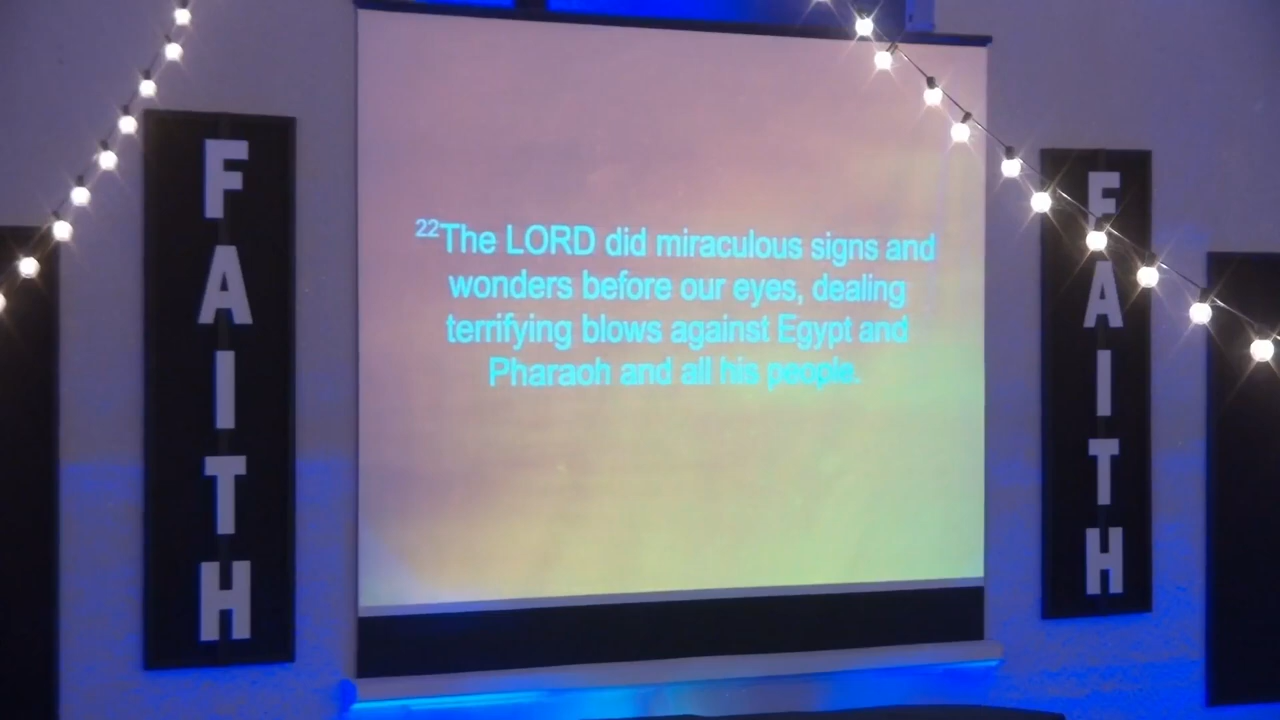 FAITH
22The LORD did miraculous signs and
wonders before our eyes, dealing
terrifying blows against Egypt and
Pharaoh and all his people.
FAITH